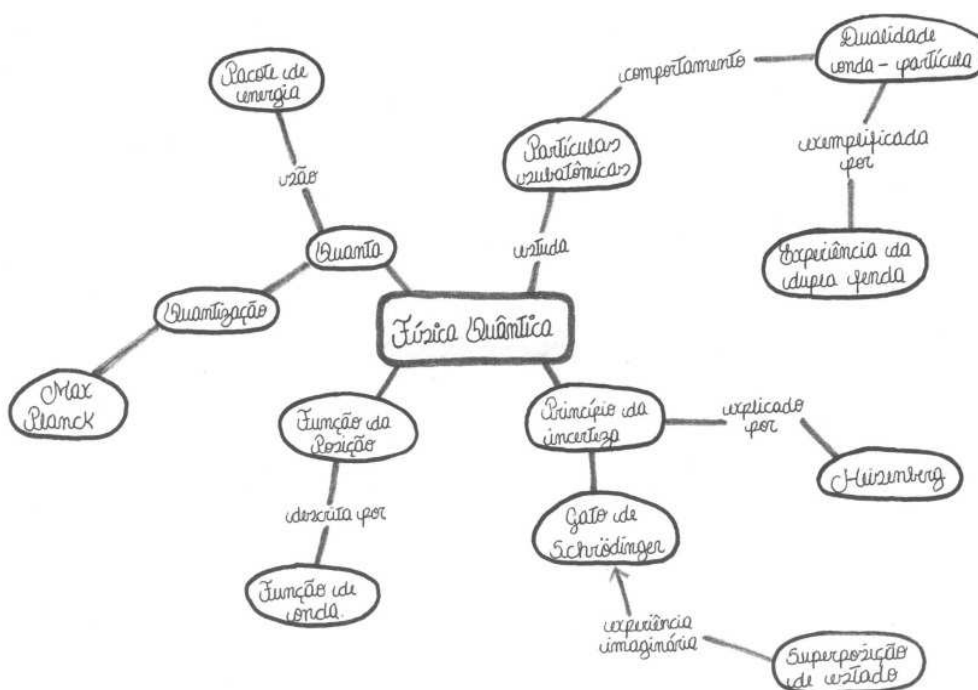 Pacote de
energia
são
Quanta
Quantização
Max
Planck
Física Quântica
estuda
Partículas
subatômicas
comportamento
Dualidade
onda - partícula
exemplificada
por
Experiência da
dupla fenda
Função da
Posição
descrita por
Função de
onda.
Princípio da
incerteza
explicado
por
Heisenberg
Gato de
Schrödinger
experiência
imaginária
Superposição
de estado